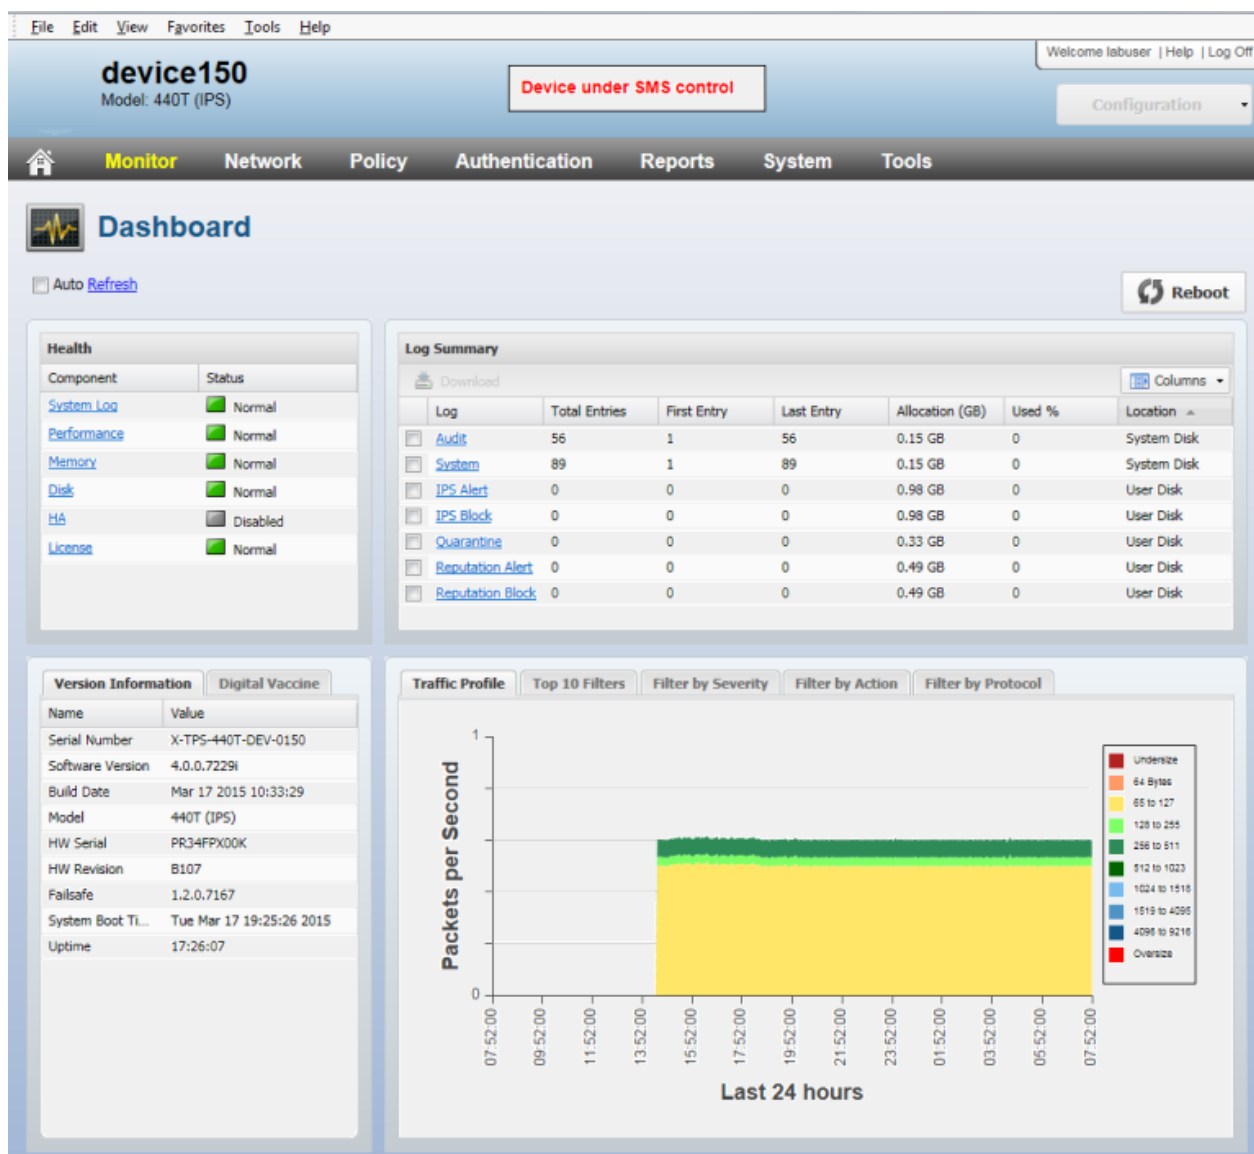 File Edit View Favorites Tools Help
Welcome labuser | Help | Log Off
device150
Model: 440T (IPS)
Device under SMS control
Configuration
Monitor Network Policy Authentication Reports System Tools
Dashboard
Auto Refresh
Reboot
Health
Component Status
System Log Normal
Performance Normal
Memory Normal
Disk Normal
HA Disabled
License Normal
Log Summary
Download
Columns
Log Total Entries First Entry Last Entry Allocation (GB) Used % Location
Audit 56 1 56 0.15 GB 0 System Disk
System 89 1 89 0.15 GB 0 System Disk
IPS Alert 0 0 0 0.98 GB 0 User Disk
IPS Block 0 0 0 0.98 GB 0 User Disk
Quarantine 0 0 0 0.33 GB 0 User Disk
Reputation Alert 0 0 0 0.49 GB 0 User Disk
Reputation Block 0 0 0 0.49 GB 0 User Disk
Version Information Digital Vaccine
Name Value
Serial Number X-TPS-440T-DEV-0150
Software Version 4.0.0.7229i
Build Date Mar 17 2015 10:33:29
Model 440T (IPS)
HW Serial PR34FPX00K
HW Revision B107
Failsafe 1.2.0.7167
System Boot Ti... Tue Mar 17 19:25:26 2015
Uptime 17:26:07
Traffic Profile Top 10 Filters Filter by Severity Filter by Action Filter by Protocol
Packets per Second
1
0
07:52:00 09:52:00 11:52:00 13:52:00 15:52:00 17:52:00 19:52:00 21:52:00 23:52:00 01:52:00 03:52:00 05:52:00 07:52:00
Last 24 hours
Undersize
64 Bytes
65 to 127
128 to 255
256 to 511
512 to 1023
1024 to 1518
1519 to 4095
4096 to 9216
Oversize